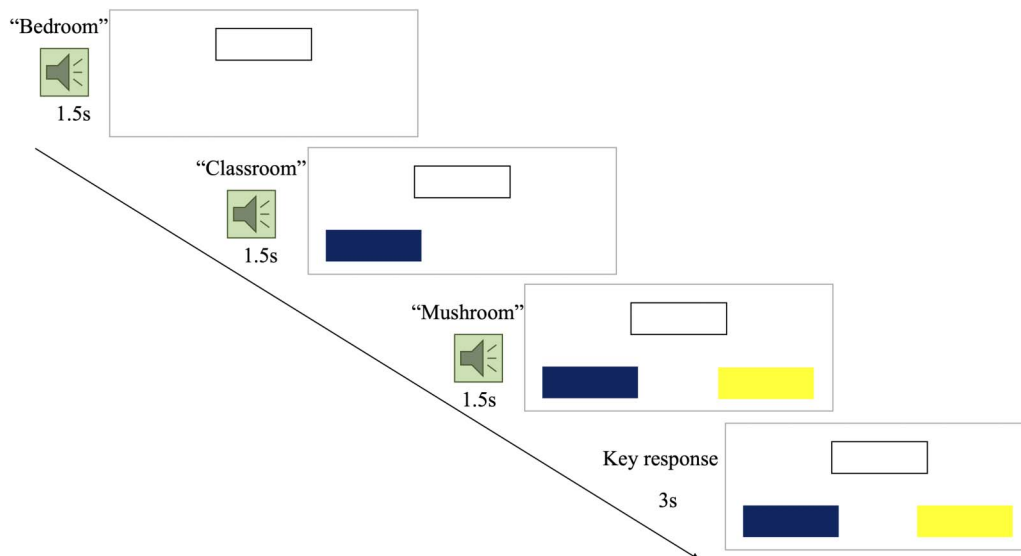 “Bedroom”
1.5s
“Classroom”
1.5s
“Mushroom”
1.5s
Key response
3s